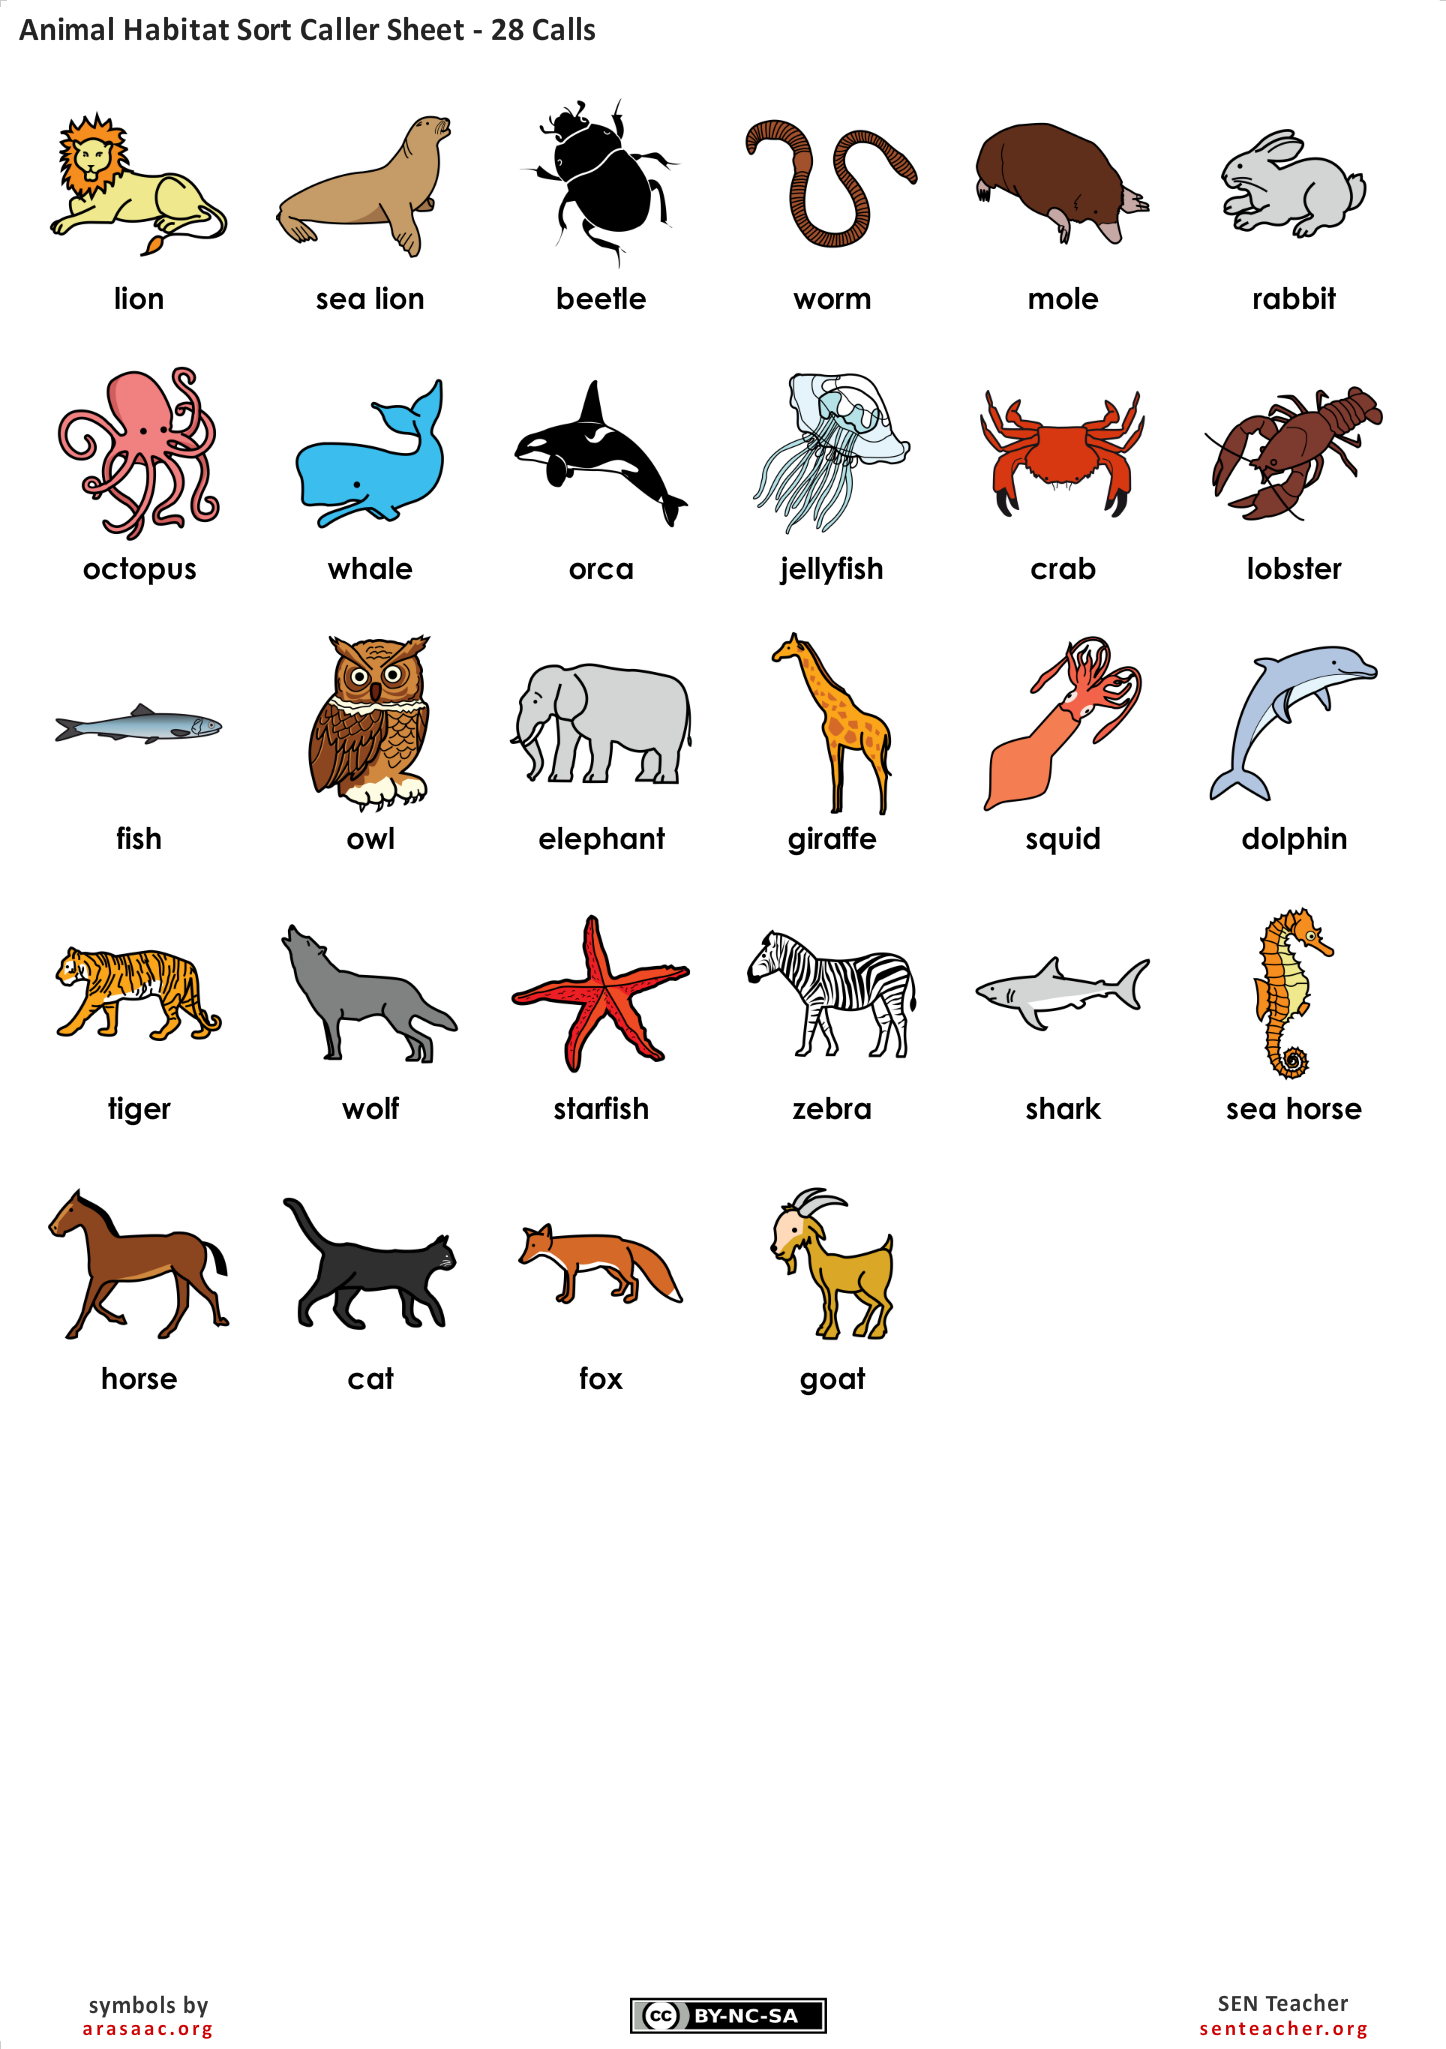 Animal Habitat Sort Caller Sheet - 28 Calls
lion sea lion beetle worm mole rabbit
octopus whale orca jellyfish crab lobster
fish owl elephant giraffe squid dolphin
tiger wolf starfish zebra shark sea horse
horse cat fox goat
symbols by
arasaac.org
cc BY-NC-SA
SEN Teacher
senteacher.org